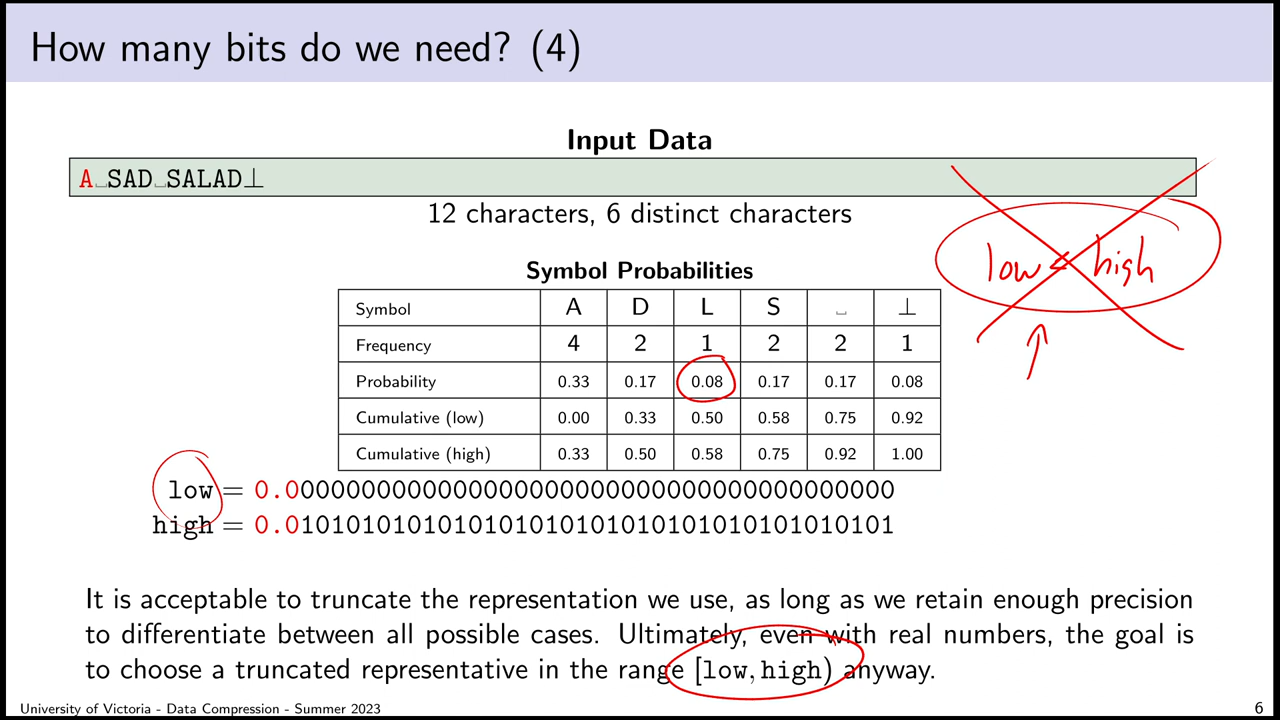 How many bits do we need? (4)
Input Data
A␣SAD␣SALAD⊥
12 characters, 6 distinct characters
low < high
Symbol Probabilities
Symbol A D L S ␣ ⊥
Frequency 4 2 1 2 2 1
Probability 0.33 0.17 0.08 0.17 0.17 0.08
Cumulative (low) 0.00 0.33 0.50 0.58 0.75 0.92
Cumulative (high) 0.33 0.50 0.58 0.75 0.92 1.00
low = 0.0000000000000000000000000000000000000000
high = 0.0101010101010101010101010101010101010101
It is acceptable to truncate the representation we use, as long as we retain enough precision
to differentiate between all possible cases. Ultimately, even with real numbers, the goal is
to choose a truncated representative in the range [low, high) anyway.
University of Victoria - Data Compression - Summer 2023
6